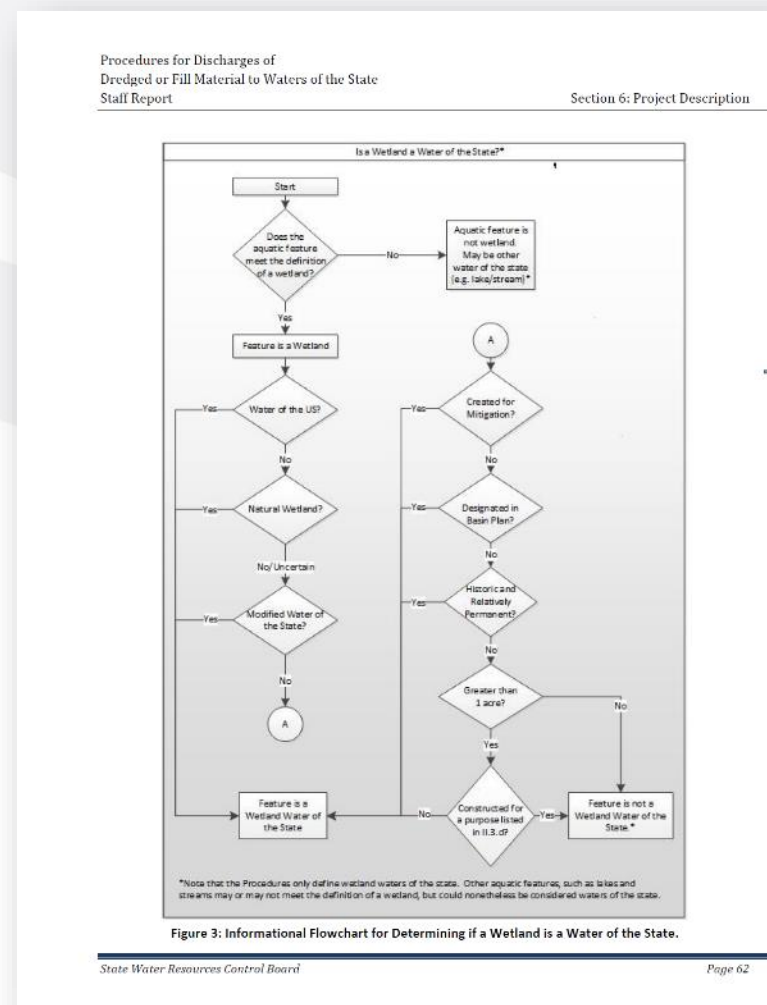 Procedures for Discharges of
Dredged or Fill Material to Waters of the State
Staff Report
Section 6: Project Description
Is a Wetland a Water of the State?*
Start
Does the
aquatic feature
meet the definition
of a wetland?
No
Aquatic feature is
not wetland.
May be other
water of the state
(e.g. lake/stream)*
Yes
Feature is a Wetland
Water of the US?
Yes
No
Natural Wetland?
Yes
No/Uncertain
Modified Water of
the State?
Yes
No
A
A
Created for
Mitigation?
Yes
No
Designated in
Basin Plan?
Yes
No
Historic and
Relatively
Permanent?
Yes
No
Greater than
1 acre?
No
Yes
Constructed for
a purpose listed
in II.3.d?
No
Yes
Feature is a
Wetland Water of
the State
Feature is not a
Wetland Water of the
State.*
*Note that the Procedures only define wetland waters of the state. Other aquatic features, such as lakes and
streams may or may not meet the definition of a wetland, but could nonetheless be considered waters of the state.
Figure 3: Informational Flowchart for Determining if a Wetland is a Water of the State.
State Water Resources Control Board
Page 62